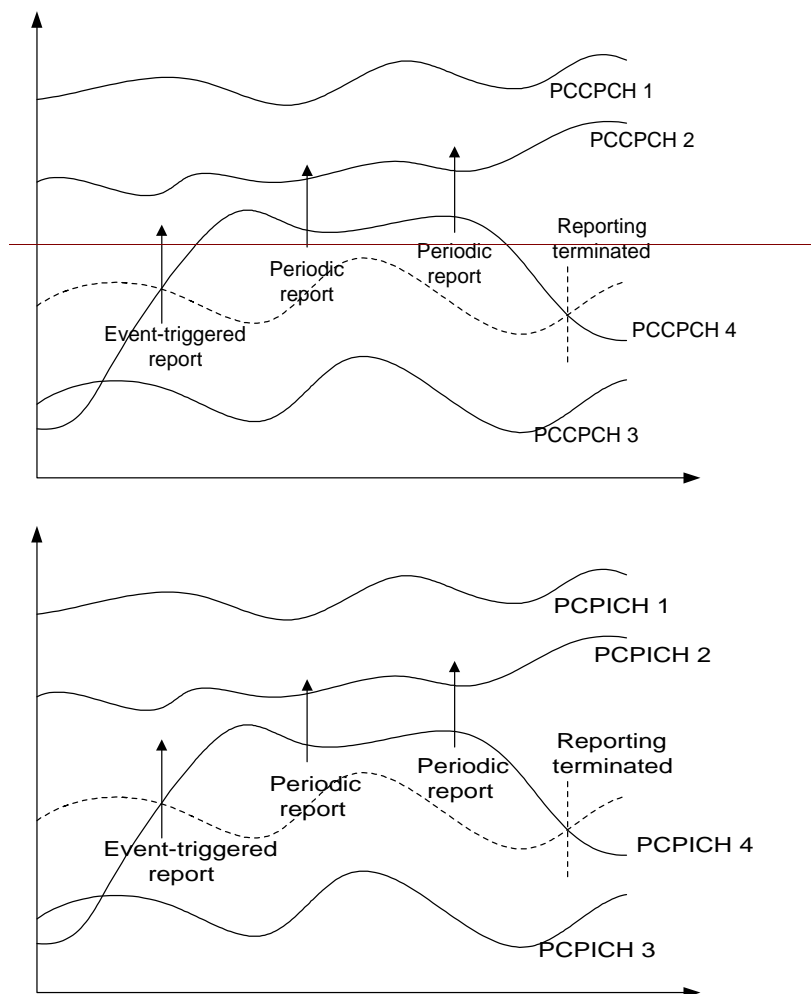 PCCPCH 1
PCCPCH 2
Reporting
terminated
Periodic
report
Periodic
report
Event-triggered
report
PCCPCH 4
PCCPCH 3
PCPICH 1
PCPICH 2
Reporting
terminated
Periodic
report
Periodic
report
Event-triggered
report
PCPICH 4
PCPICH 3